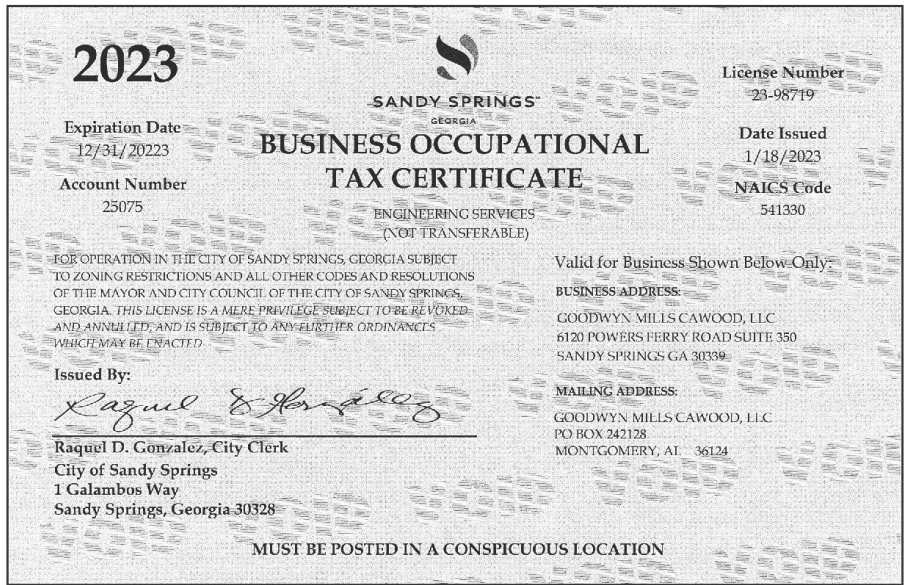 2023
Expiration Date
12/31/20223
Account Number
25075
SANDY SPRINGS™
GEORGIA
BUSINESS OCCUPATIONAL
TAX CERTIFICATE
ENGINEERING SERVICES
(NOT TRANSFERABLE)
License Number
23-98719
Date Issued
1/18/2023
NAICS Code
541330
FOR OPERATION IN THE CITY OF SANDY SPRINGS, GEORGIA SUBJECT
TO ZONING RESTRICTIONS AND ALL OTHER CODES AND RESOLUTIONS
OF THE MAYOR AND CITY COUNCIL OF THE CITY OF SANDY SPRINGS,
GEORGIA. THIS LICENSE IS A MERE PRIVILEGE SUBJECT TO BE REVOKED
AND ANNULLED, AND IS SUBJECT TO ANY FURTHER ORDINANCES
WHICH MAY BE ENACTED
Issued By:
Raquel D. Gonzalez, City Clerk
City of Sandy Springs
1 Galambos Way
Sandy Springs, Georgia 30328
Valid for Business Shown Below Only:
BUSINESS ADDRESS:
GOODWYN MILLS CAWOOD, LLC
6120 POWERS FERRY ROAD SUITE 350
SANDY SPRINGS GA 30339
MAILING ADDRESS:
GOODWYN MILLS CAWOOD, LLC
PO BOX 242128
MONTGOMERY, AL 36124
MUST BE POSTED IN A CONSPICUOUS LOCATION
VOID